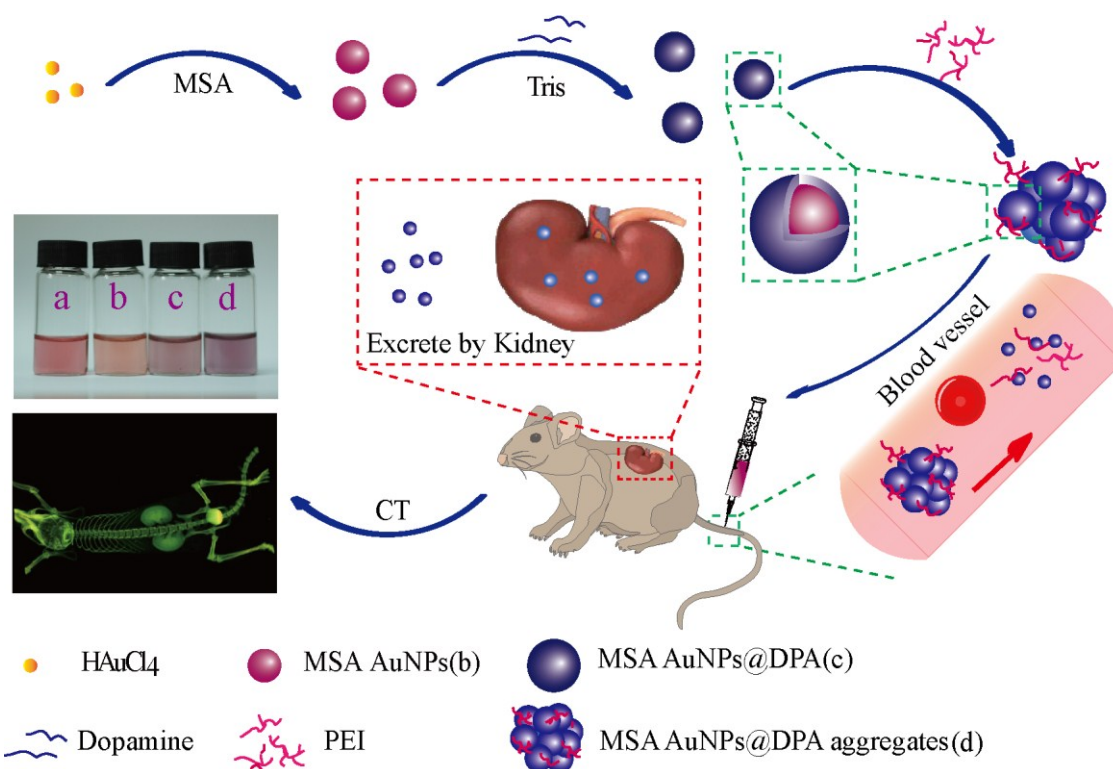 MSA
Tris
a b c d
Excrete by Kidney
Blood vessel
CT
HAuCl4
MSA AuNPs(b)
MSA AuNPs@DPA(c)
Dopamine
PEI
MSA AuNPs@DPA aggregates(d)